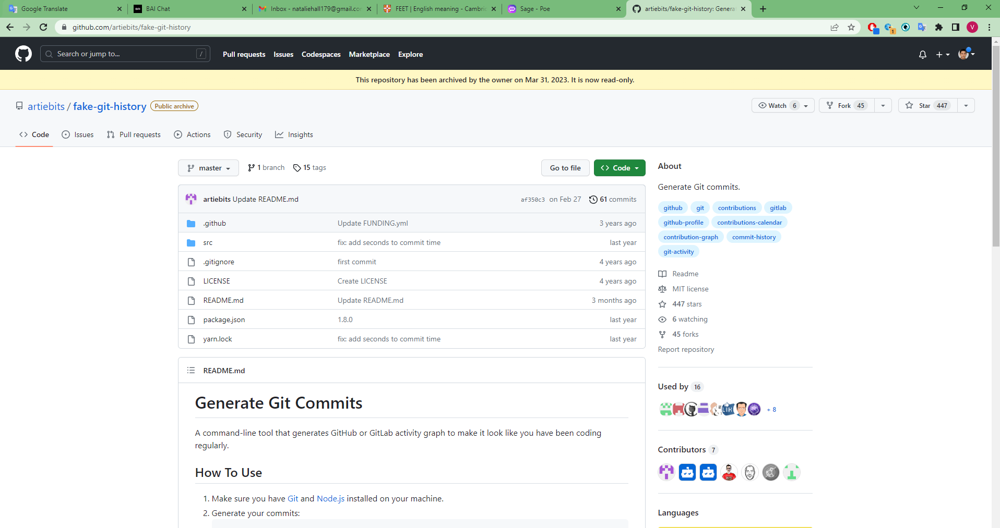 Google Translate
BAI Chat
Inbox - nataliehall179@gmail.co
FEET | English meaning - Cambri
Sage - Poe
artiebits/fake-git-history: Genera
github.com/artiebits/fake-git-history
1
V
Search or jump to...
/
Pull requests Issues Codespaces Marketplace Explore
This repository has been archived by the owner on Mar 31, 2023. It is now read-only.
artiebits / fake-git-history Public archive
Watch 6
Fork 45
Star 447
Code Issues Pull requests Actions Security Insights
master 1 branch 15 tags
Go to file Code
artiebits Update README.md af350c3 on Feb 27 61 commits
.github Update FUNDING.yml 3 years ago
src fix: add seconds to commit time last year
.gitignore first commit 4 years ago
LICENSE Create LICENSE 4 years ago
README.md Update README.md 3 months ago
package.json 1.8.0 last year
yarn.lock fix: add seconds to commit time last year
README.md
Generate Git Commits
A command-line tool that generates GitHub or GitLab activity graph to make it look like you have been coding
regularly.
How To Use
1. Make sure you have Git and Node.js installed on your machine.
2. Generate your commits:
About
Generate Git commits.
github git contributions gitlab
github-profile contributions-calendar
contribution-graph commit-history
git-activity
Readme
MIT license
447 stars
6 watching
45 forks
Report repository
Used by 16
+ 8
Contributors 7
Languages